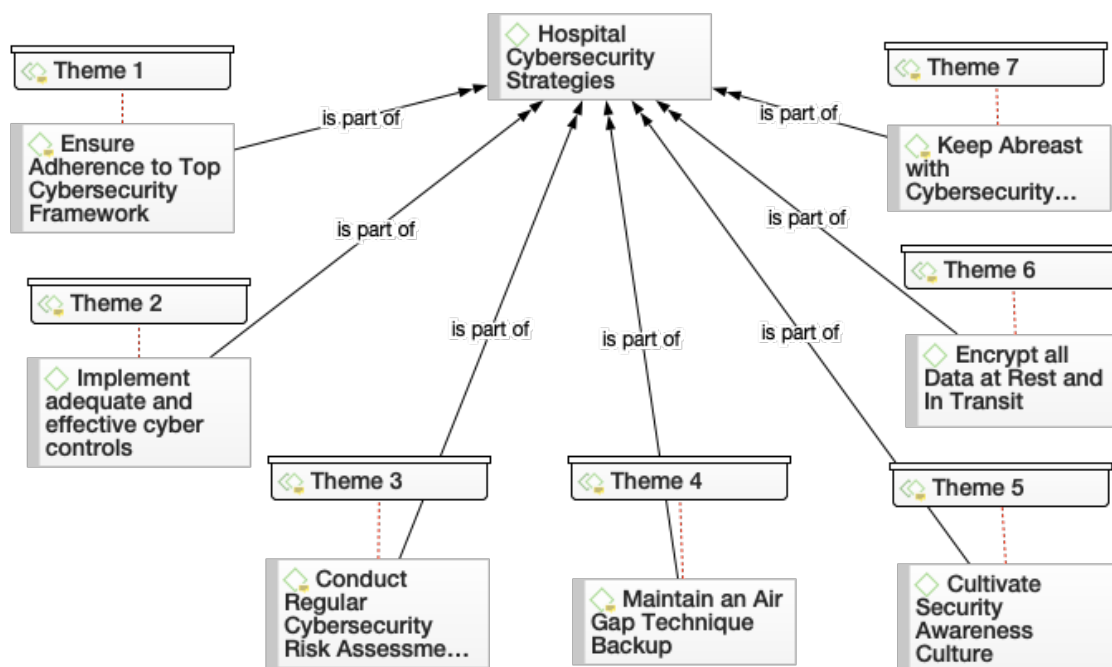 Hospital
Cybersecurity
Strategies
Theme 1
Ensure
Adherence to Top
Cybersecurity
Framework
is part of
Theme 7
Keep Abreast
with
Cybersecurity…
is part of
Theme 2
Implement
adequate and
effective cyber
controls
is part of
Theme 6
Encrypt all
Data at Rest and
In Transit
is part of
Theme 3
Conduct
Regular
Cybersecurity
Risk Assessme…
is part of
Theme 4
Maintain an Air
Gap Technique
Backup
is part of
Theme 5
Cultivate
Security
Awareness
Culture
is part of